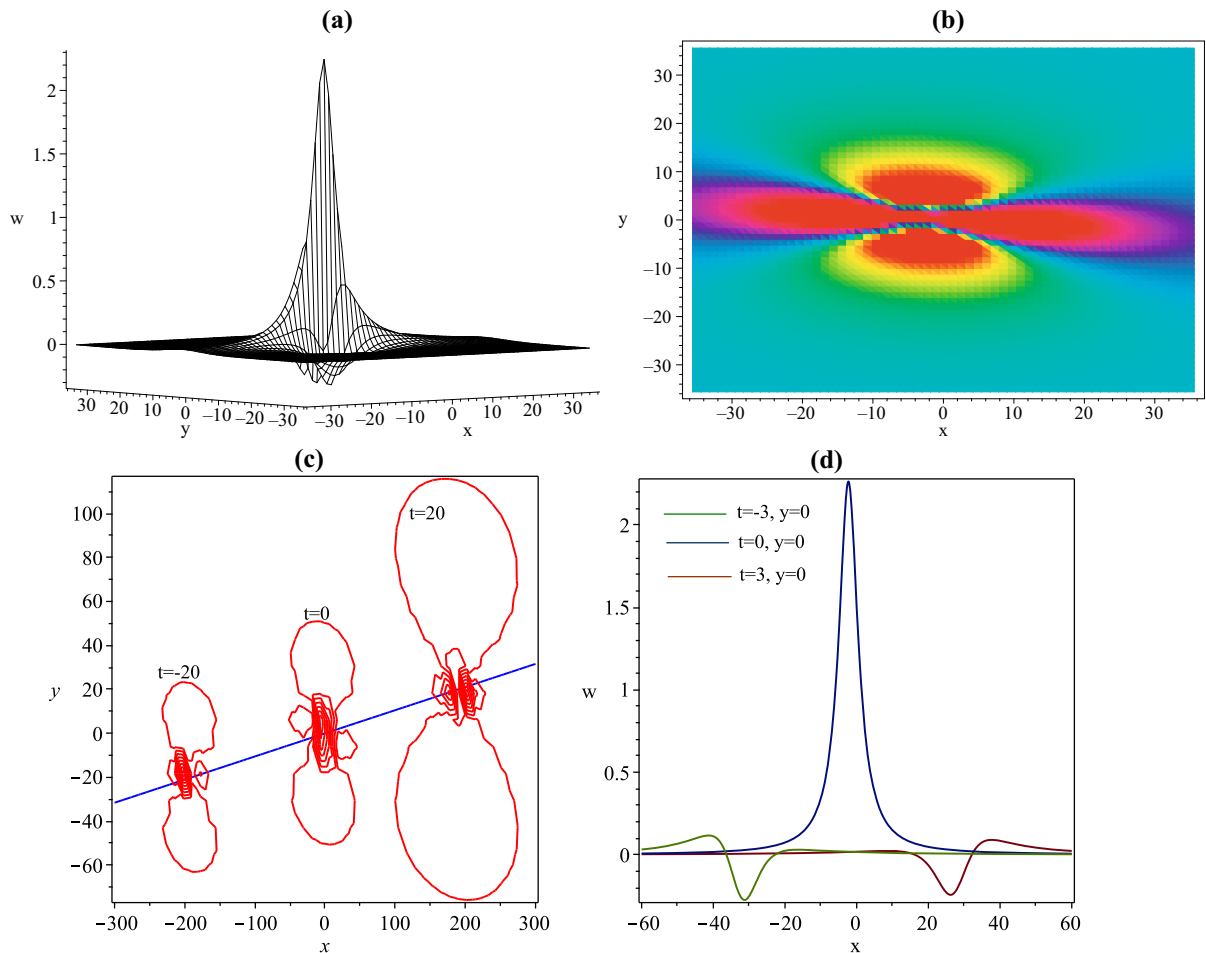 (a)
2
1.5
w
1
0.5
0
30 20 10 0 −10 −20 −30 −30 −20 −10 0 10 20 30
y x
(b)
30
20
10
y
0
−10
−20
−30
−30 −20 −10 0 10 20 30
x
(c)
100
80
60
40
y
20
0
−20
−40
−60
t=20
t=0
t=-20
−300 −200 −100 0 100 200 300
x
(d)
t=-3, y=0
t=0, y=0
t=3, y=0
2
1.5
w
1
0.5
0
−60 −40 −20 0 20 40 60
x